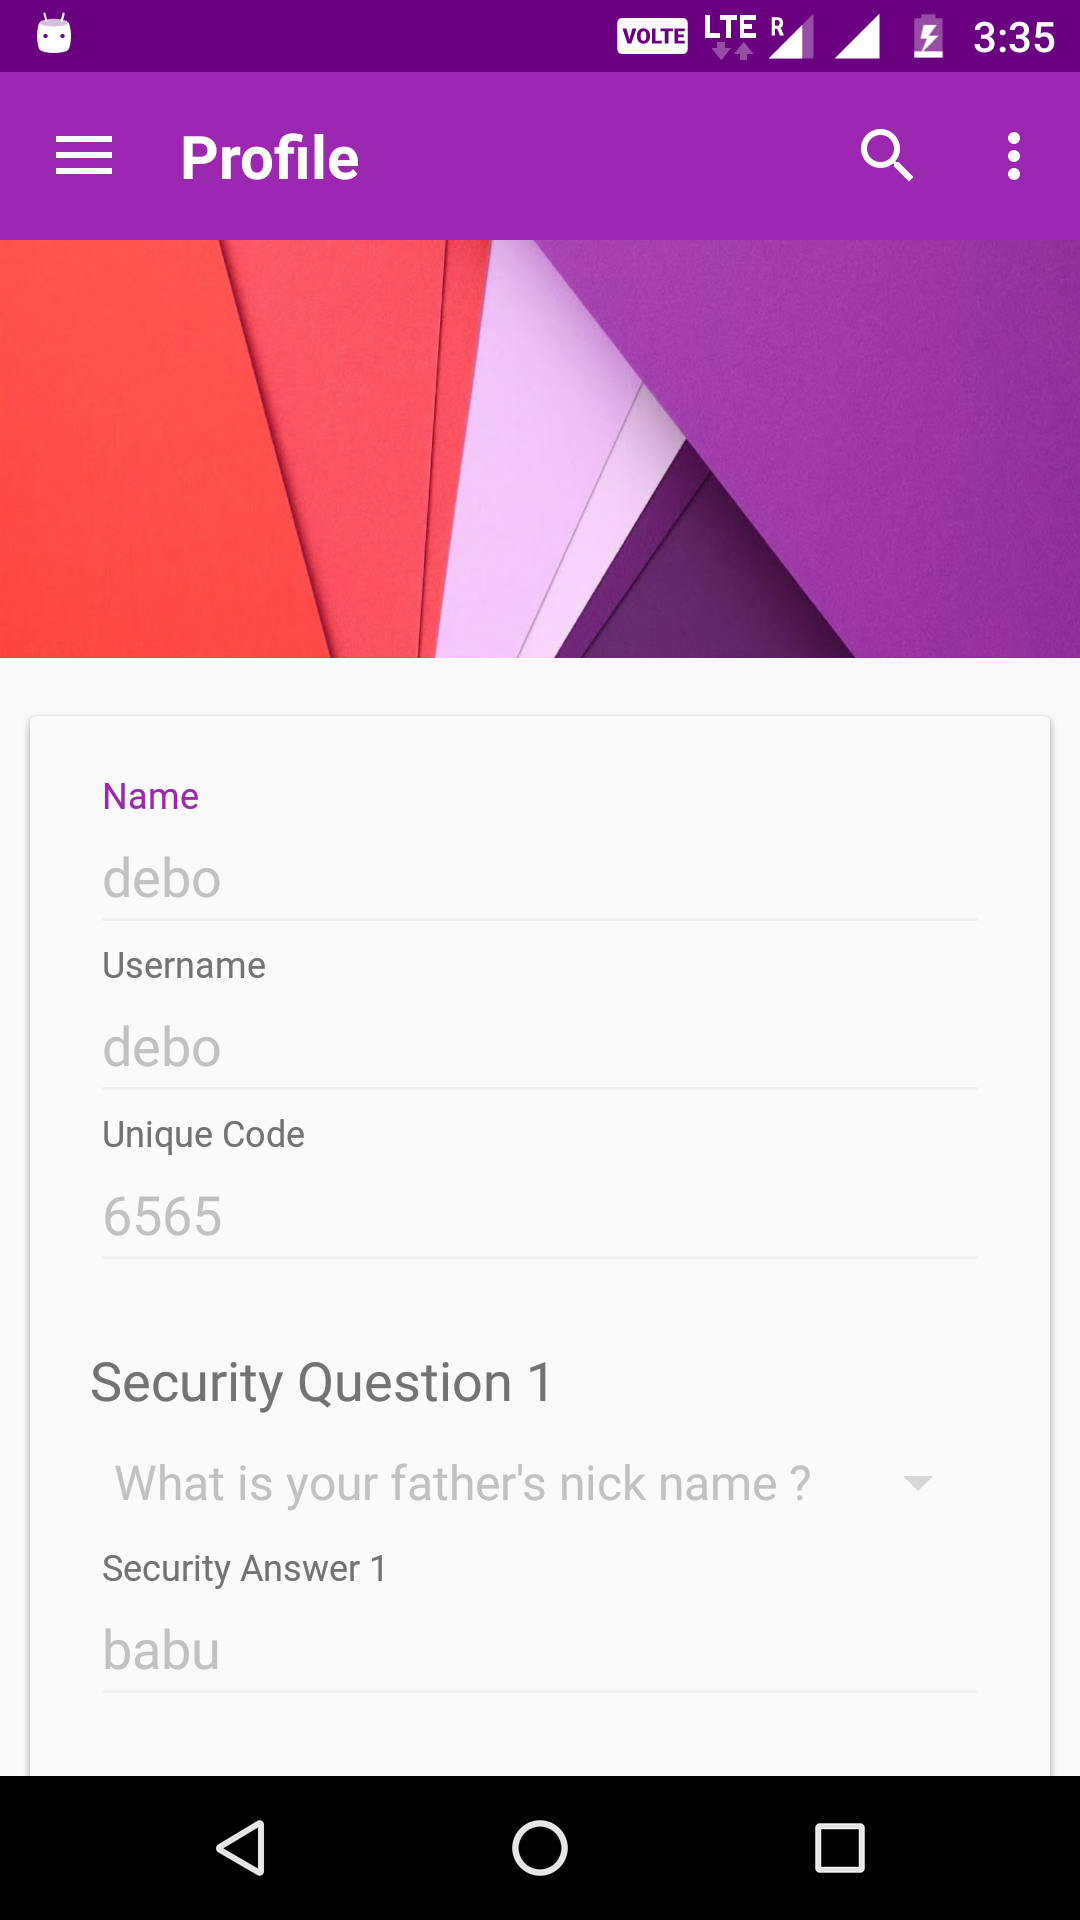 VOLTE LTE R 3:35
Profile
Name
debo
Username
debo
Unique Code
6565
Security Question 1
What is your father's nick name ?
Security Answer 1
babu